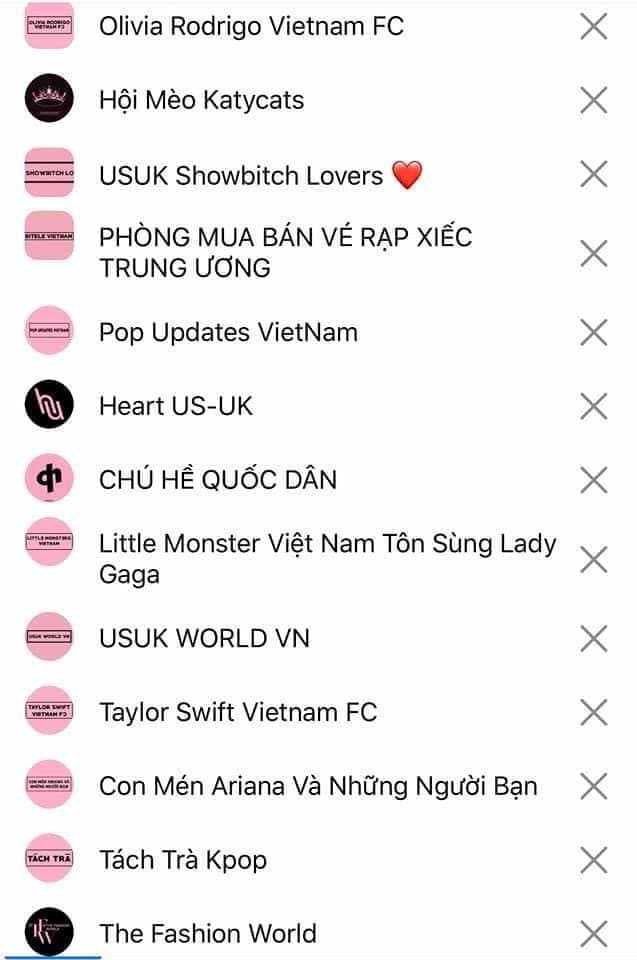 OLIVIA RODRIGO
VIETNAM FC
Olivia Rodrigo Vietnam FC
Hội Mèo Katycats
SHOWBITCH LO
USUK Showbitch Lovers ❤️
BITELE VIETNAM
PHÒNG MUA BÁN VÉ RẠP XIẾC
TRUNG ƯƠNG
POP UPDATES VIETNAM
Pop Updates VietNam
hu
Heart US-UK
CHÚ HỀ QUỐC DÂN
LITTLE MONSTERS
VIETNAM
Little Monster Việt Nam Tôn Sùng Lady
Gaga
USUK WORLD VN
USUK WORLD VN
TAYLOR SWIFT
VIETNAM FC
Taylor Swift Vietnam FC
CON MÉN ARIANA VÀ
NHỮNG NGƯỜI BẠN
Con Mén Ariana Và Những Người Bạn
TÁCH TRÀ
Tách Trà Kpop
The Fashion World